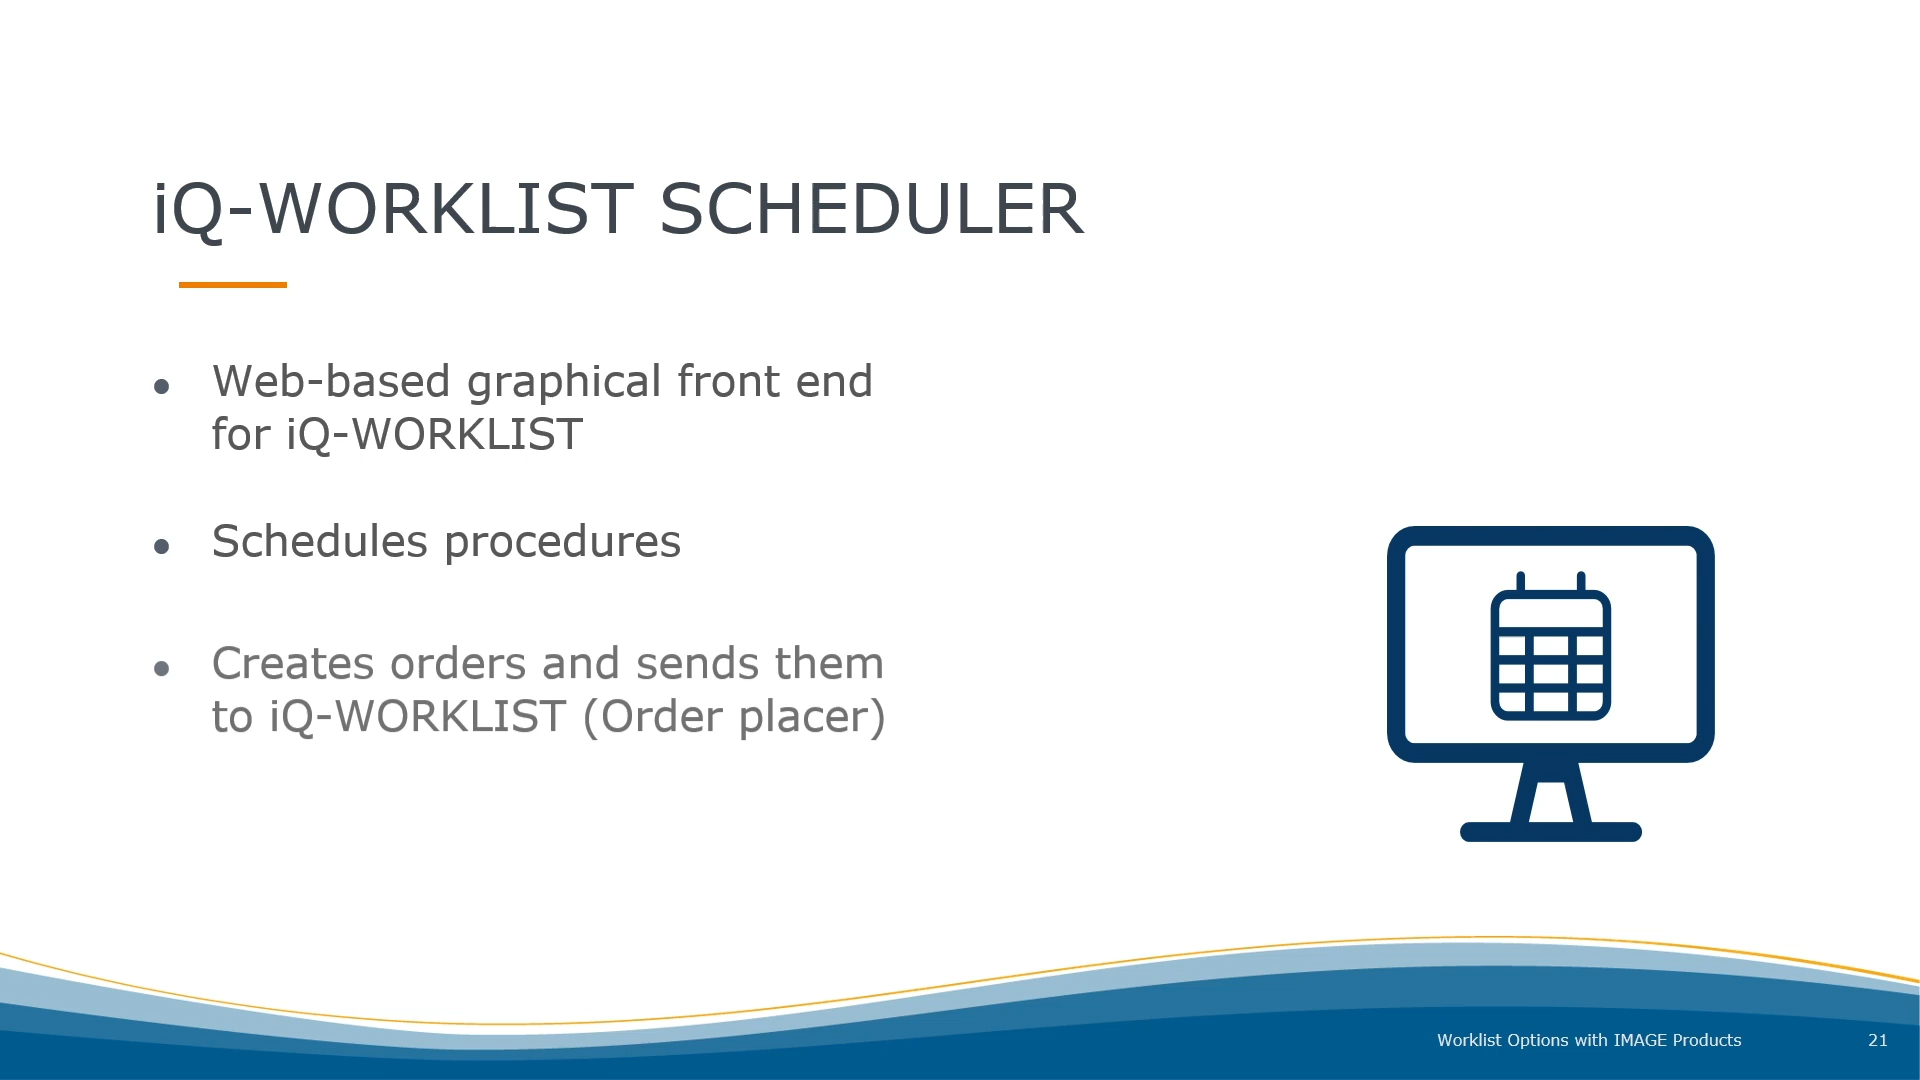 iQ-WORKLIST SCHEDULER
• Web-based graphical front end
for iQ-WORKLIST
• Schedules procedures
• Creates orders and sends them
to iQ-WORKLIST (Order placer)
Worklist Options with IMAGE Products
21